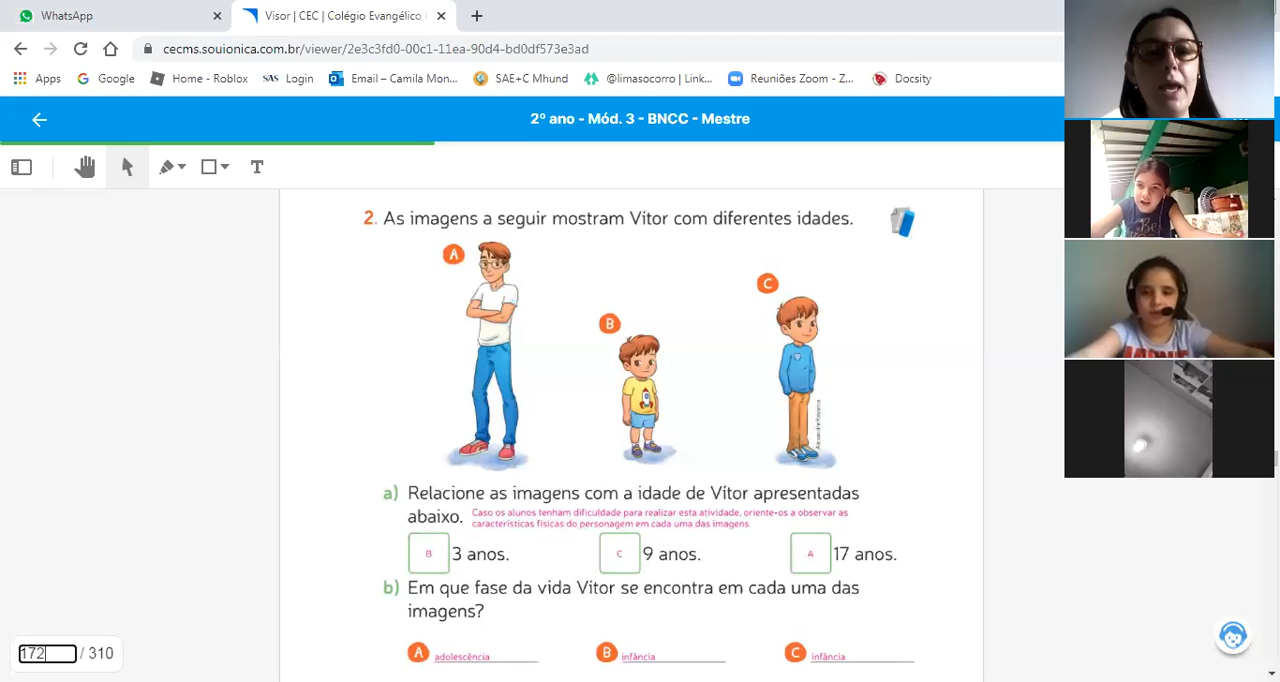 WhatsApp
Visor | CEC | Colégio Evangélico
cecms.souionica.com.br/viewer/2e3c3fd0-00c1-11ea-90d4-bd0df573e3ad
Apps Google Home - Roblox SAS Login Email – Camila Mon... SAE+C Mhund @limasocorro | Link... Reuniões Zoom - Z... Docsity
2º ano - Mód. 3 - BNCC - Mestre
T
2. As imagens a seguir mostram Vítor com diferentes idades.
A
B
C
a) Relacione as imagens com a idade de Vítor apresentadas
abaixo. Caso os alunos tenham dificuldade para realizar esta atividade, oriente-os a observar as
características físicas do personagem em cada uma das imagens.
B 3 anos. C 9 anos. A 17 anos.
b) Em que fase da vida Vítor se encontra em cada uma das
imagens?
A adolescência B infância C infância
172 / 310